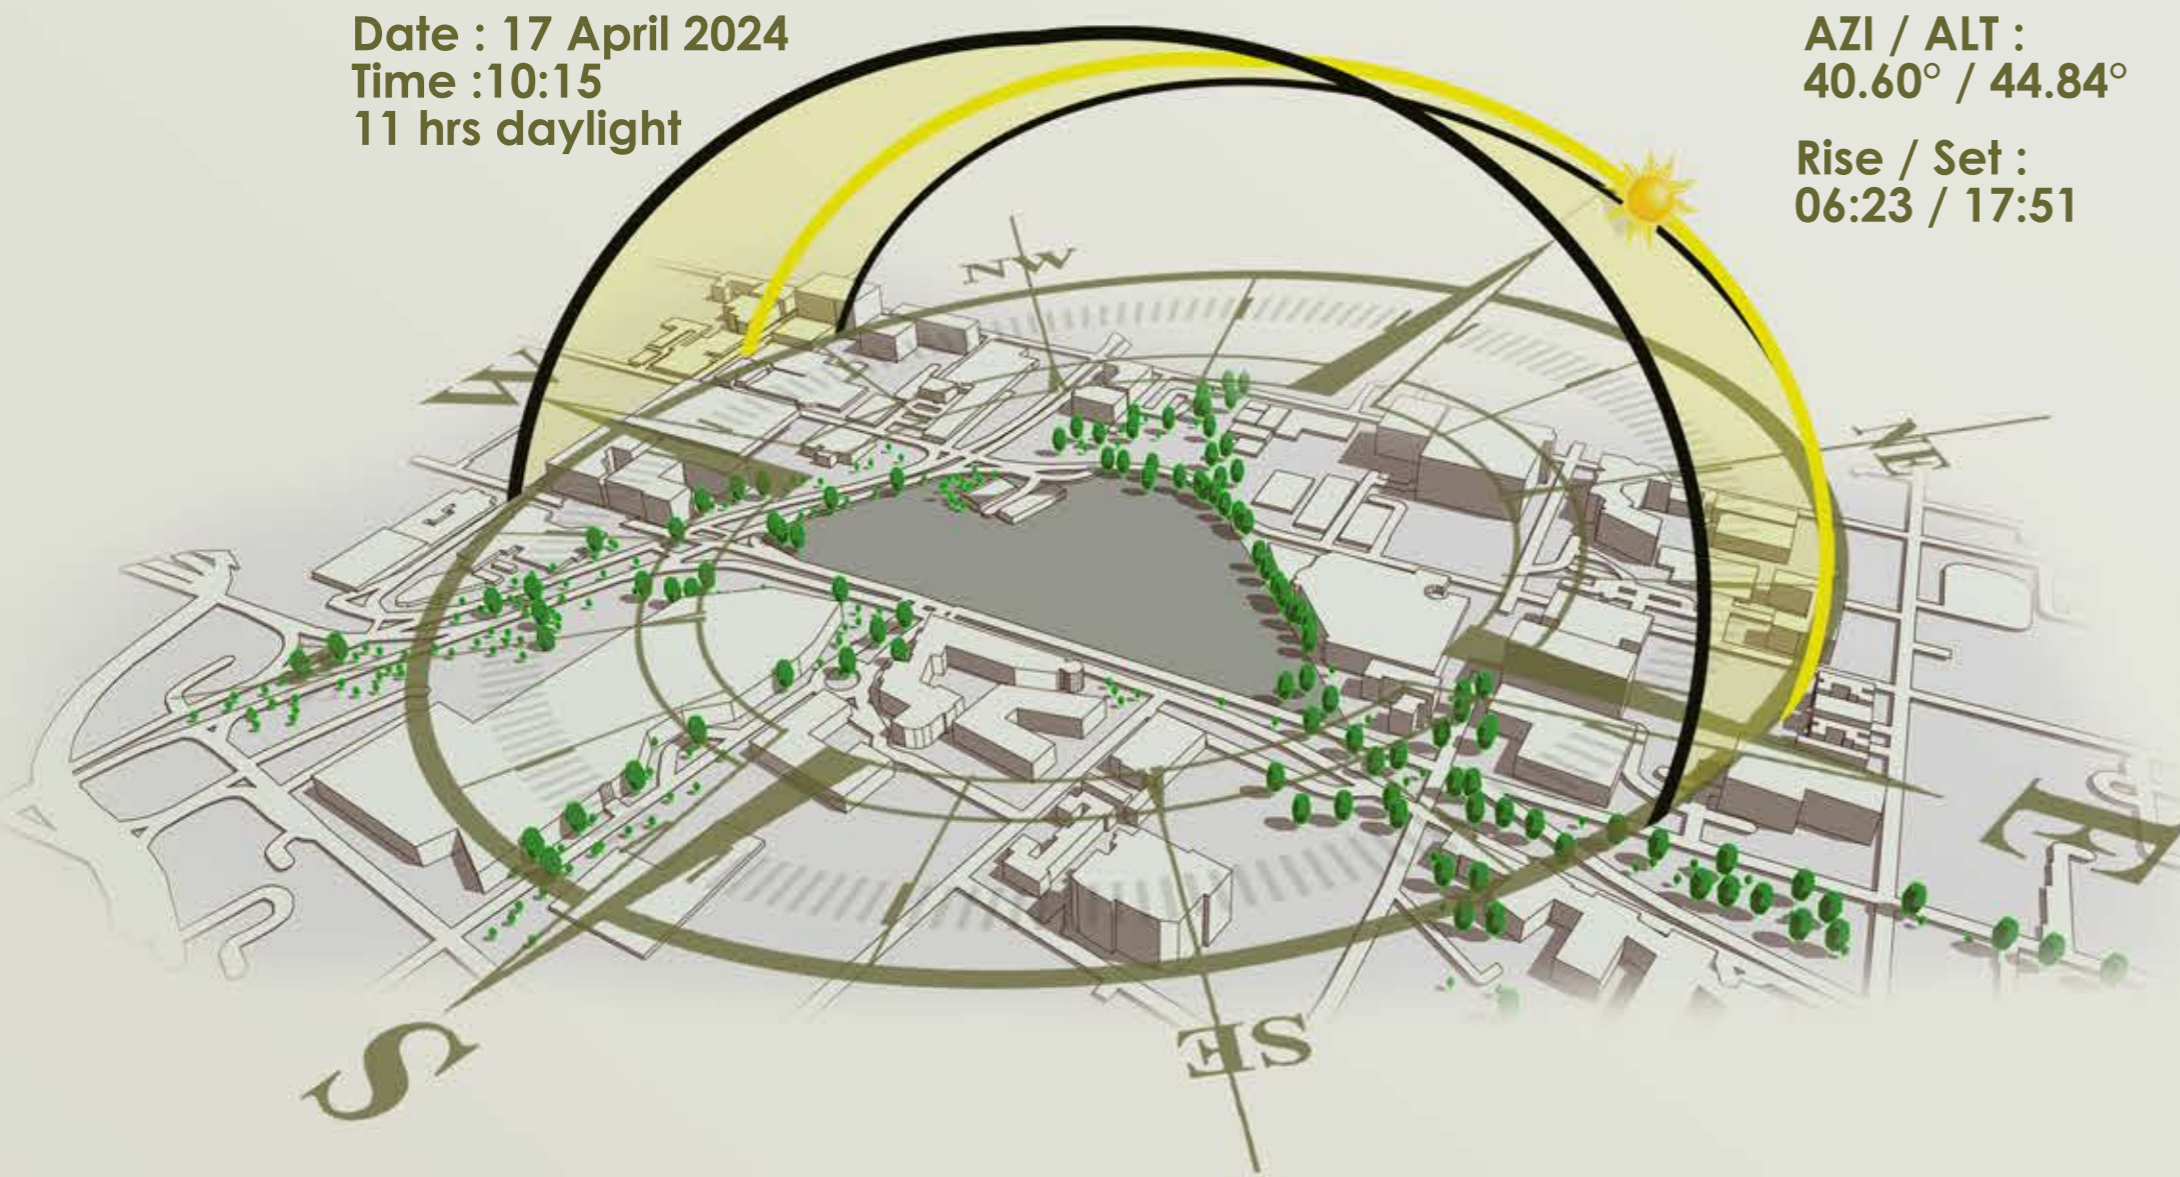 Date : 17 April 2024
Time :10:15
11 hrs daylight
AZI / ALT :
40.60° / 44.84°
Rise / Set :
06:23 / 17:51
NW
W
NE
E
S
SE